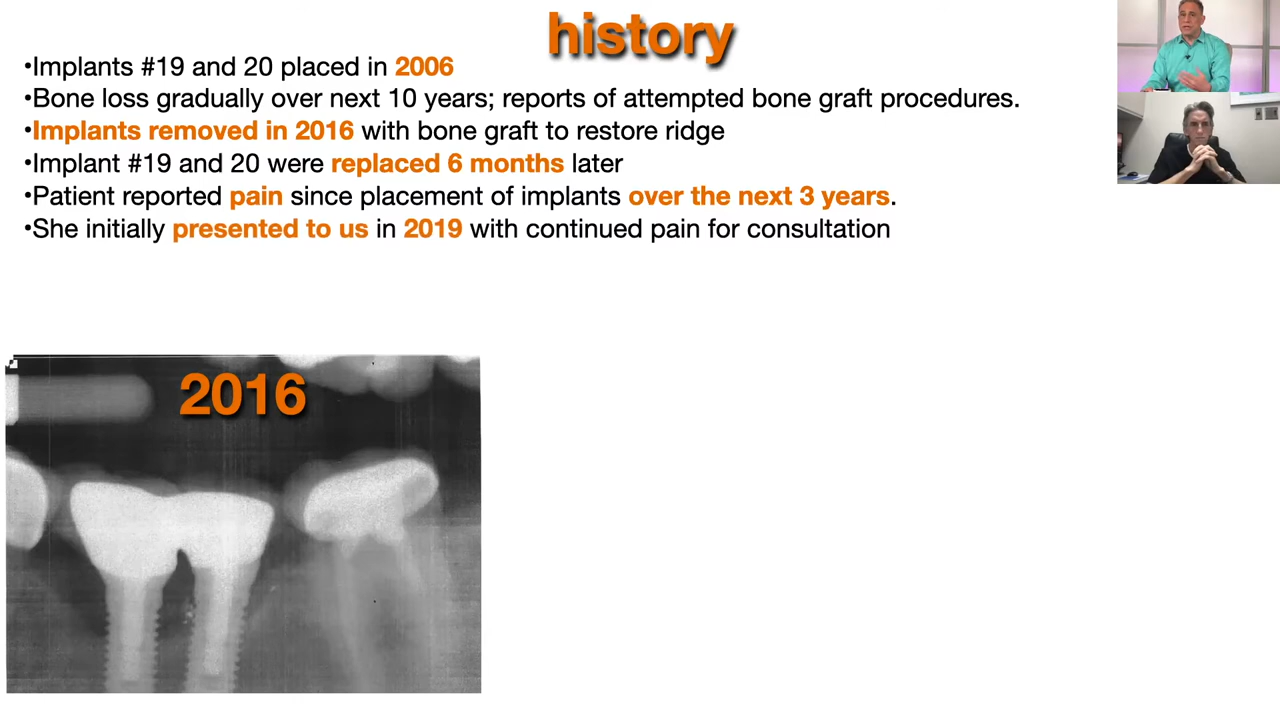 history
•Implants #19 and 20 placed in 2006
•Bone loss gradually over next 10 years; reports of attempted bone graft procedures.
•Implants removed in 2016 with bone graft to restore ridge
•Implant #19 and 20 were replaced 6 months later
•Patient reported pain since placement of implants over the next 3 years.
•She initially presented to us in 2019 with continued pain for consultation
2016